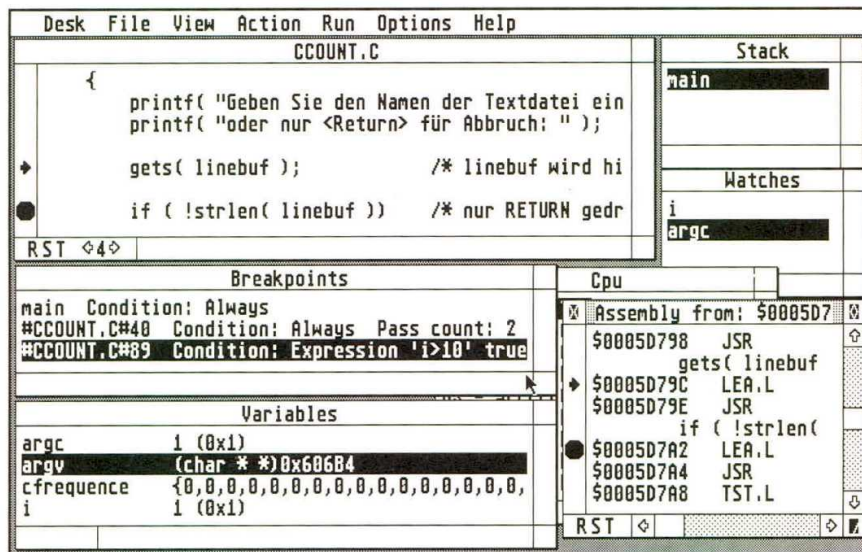 Desk File View Action Run Options Help
CCOUNT.C
{
printf( "Geben Sie den Namen der Textdatei ein
printf( "oder nur <Return> für Abbruch: " );
gets( linebuf ); /* linebuf wird hi
if ( !strlen( linebuf )) /* nur RETURN gedr
RST 4
Stack
main
Watches
i
argc
Breakpoints
main Condition: Always
#CCOUNT.C#40 Condition: Always Pass count: 2
#CCOUNT.C#89 Condition: Expression 'i>10' true
Variables
argc 1 (0x1)
argv (char * *)0x606B4
cfrequence {0,0,0,0,0,0,0,0,0,0,0,0,0,0,0,0,
i 1 (0x1)
Cpu
Assembly from: $0005D7
$0005D798 JSR
gets( linebuf
$0005D79C LEA.L
$0005D79E JSR
if ( !strlen(
$0005D7A2 LEA.L
$0005D7A4 JSR
$0005D7A8 TST.L
RST